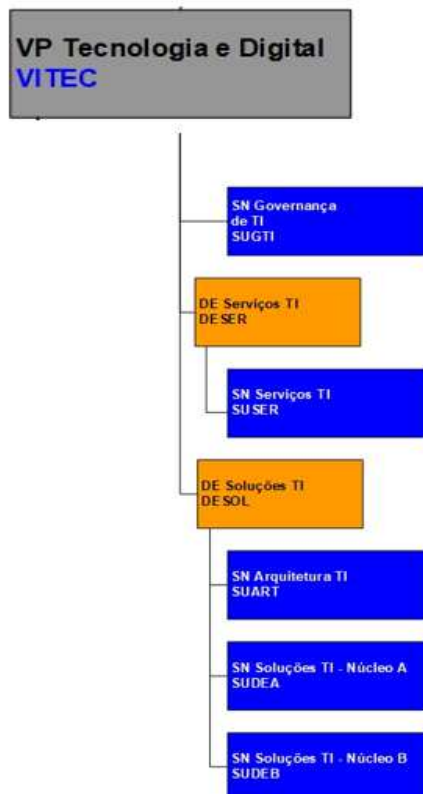 VP Tecnologia e Digital
VITEC
SN Governança
de TI
SUGTI
DE Serviços TI
DESER
SN Serviços TI
SUSER
DE Soluções TI
DESOL
SN Arquitetura TI
SUART
SN Soluções TI - Núcleo A
SUDEA
SN Soluções TI - Núcleo B
SUDEB